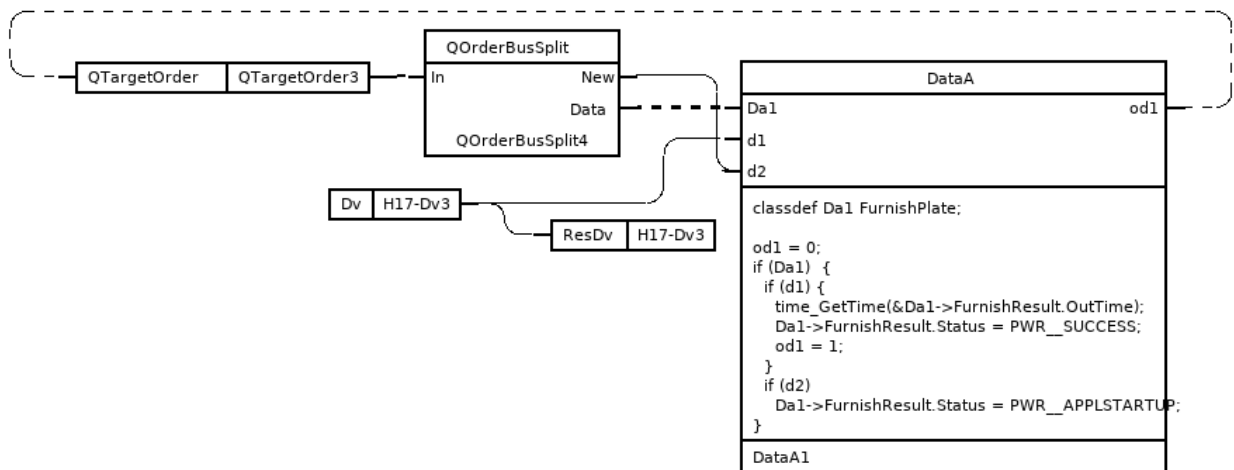 QOrderBusSplit
QTargetOrder QTargetOrder3
In New
Data
QOrderBusSplit4
DataA
Da1 od1
d1
d2
Dv H17-Dv3
ResDv H17-Dv3
classdef Da1 FurnishPlate;
od1 = 0;
if (Da1) {
if (d1) {
time_GetTime(&Da1->FurnishResult.OutTime);
Da1->FurnishResult.Status = PWR__SUCCESS;
od1 = 1;
}
if (d2)
Da1->FurnishResult.Status = PWR__APPLSTARTUP;
}
DataA1